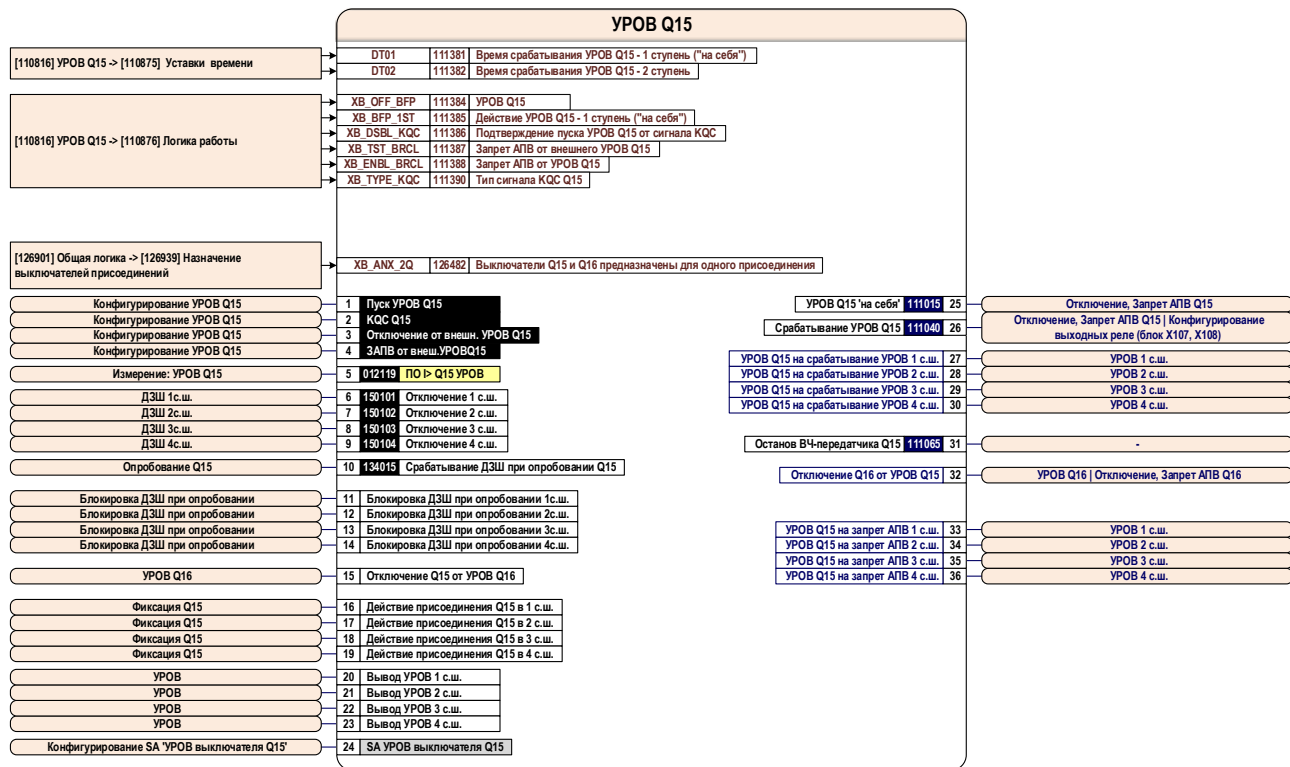 УРОВ Q15
[110816] УРОВ Q15 -> [110875] Уставки времени
DT01 111381 Время срабатывания УРОВ Q15 - 1 ступень ("на себя")
DT02 111382 Время срабатывания УРОВ Q15 - 2 ступень
[110816] УРОВ Q15 -> [110876] Логика работы
XB_OFF_BFP 111384 УРОВ Q15
XB_BFP_1ST 111385 Действие УРОВ Q15 - 1 ступень ("на себя")
XB_DSBL_KQC 111386 Подтверждение пуска УРОВ Q15 от сигнала KQC
XB_TST_BRCL 111387 Запрет АПВ от внешнего УРОВ Q15
XB_ENBL_BRCL 111388 Запрет АПВ от УРОВ Q15
XB_TYPE_KQC 111390 Тип сигнала KQC Q15
[126901] Общая логика -> [126939] Назначение
выключателей присоединений
XB_ANX_2Q 126482 Выключатели Q15 и Q16 предназначены для одного присоединения
Конфигурирование УРОВ Q15 1 Пуск УРОВ Q15
Конфигурирование УРОВ Q15 2 KQC Q15
Конфигурирование УРОВ Q15 3 Отключение от внешн. УРОВ Q15
Конфигурирование УРОВ Q15 4 ЗАПВ от внеш.УРОВQ15
Измерение: УРОВ Q15 5 012119 ПО I> Q15 УРОВ
ДЗШ 1с.ш. 6 150101 Отключение 1 с.ш.
ДЗШ 2с.ш. 7 150102 Отключение 2 с.ш.
ДЗШ 3с.ш. 8 150103 Отключение 3 с.ш.
ДЗШ 4с.ш. 9 150104 Отключение 4 с.ш.
Опробование Q15 10 134015 Срабатывание ДЗШ при опробовании Q15
Блокировка ДЗШ при опробовании 11 Блокировка ДЗШ при опробовании 1с.ш.
Блокировка ДЗШ при опробовании 12 Блокировка ДЗШ при опробовании 2с.ш.
Блокировка ДЗШ при опробовании 13 Блокировка ДЗШ при опробовании 3с.ш.
Блокировка ДЗШ при опробовании 14 Блокировка ДЗШ при опробовании 4с.ш.
УРОВ Q16 15 Отключение Q15 от УРОВ Q16
Фиксация Q15 16 Действие присоединения Q15 в 1 с.ш.
Фиксация Q15 17 Действие присоединения Q15 в 2 с.ш.
Фиксация Q15 18 Действие присоединения Q15 в 3 с.ш.
Фиксация Q15 19 Действие присоединения Q15 в 4 с.ш.
УРОВ 20 Вывод УРОВ 1 с.ш.
УРОВ 21 Вывод УРОВ 2 с.ш.
УРОВ 22 Вывод УРОВ 3 с.ш.
УРОВ 23 Вывод УРОВ 4 с.ш.
Конфигурирование SA 'УРОВ выключателя Q15' 24 SA УРОВ выключателя Q15
УРОВ Q15 'на себя' 111015 25 Отключение, Запрет АПВ Q15
Срабатывание УРОВ Q15 111040 26 Отключение, Запрет АПВ Q15 | Конфигурирование
выходных реле (блок X107, X108)
УРОВ Q15 на срабатывание УРОВ 1 с.ш. 27 УРОВ 1 с.ш.
УРОВ Q15 на срабатывание УРОВ 2 с.ш. 28 УРОВ 2 с.ш.
УРОВ Q15 на срабатывание УРОВ 3 с.ш. 29 УРОВ 3 с.ш.
УРОВ Q15 на срабатывание УРОВ 4 с.ш. 30 УРОВ 4 с.ш.
Останов ВЧ-передатчика Q15 111065 31 -
Отключение Q16 от УРОВ Q15 32 УРОВ Q16 | Отключение, Запрет АПВ Q16
УРОВ Q15 на запрет АПВ 1 с.ш. 33 УРОВ 1 с.ш.
УРОВ Q15 на запрет АПВ 2 с.ш. 34 УРОВ 2 с.ш.
УРОВ Q15 на запрет АПВ 3 с.ш. 35 УРОВ 3 с.ш.
УРОВ Q15 на запрет АПВ 4 с.ш. 36 УРОВ 4 с.ш.